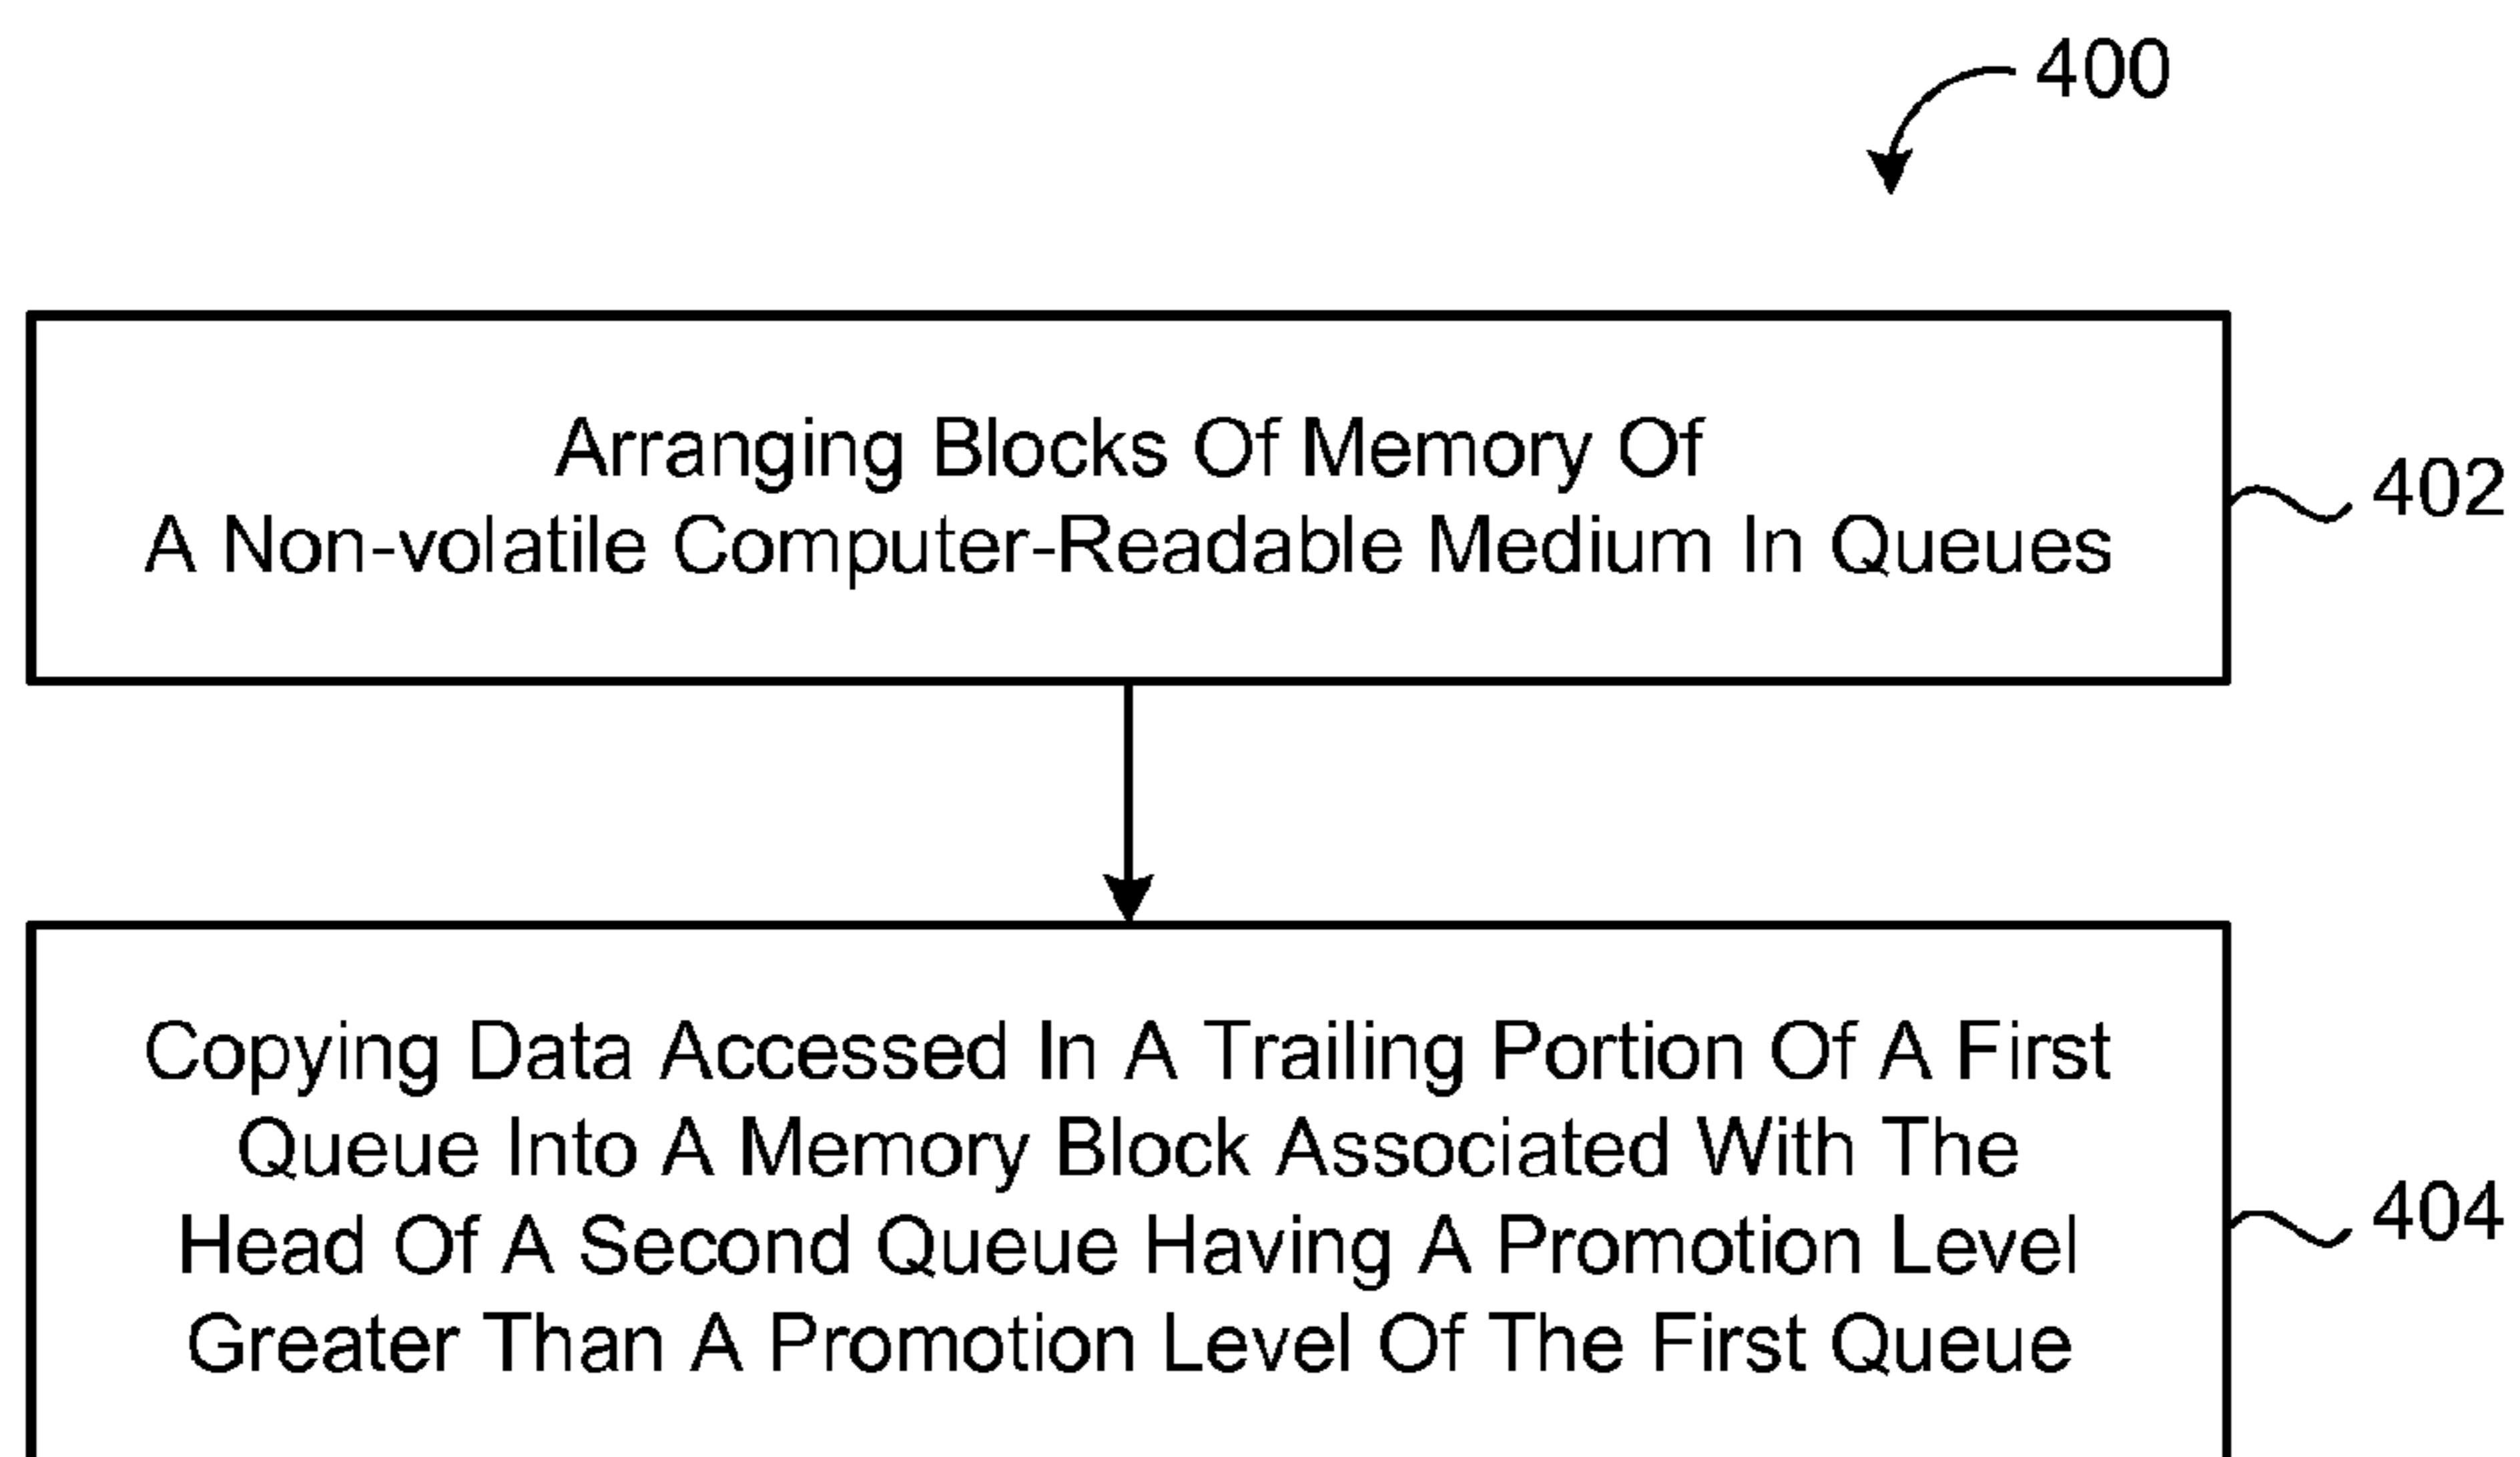 400
Arranging Blocks Of Memory Of
A Non-volatile Computer-Readable Medium In Queues
402
Copying Data Accessed In A Trailing Portion Of A First
Queue Into A Memory Block Associated With The
Head Of A Second Queue Having A Promotion Level
Greater Than A Promotion Level Of The First Queue
404